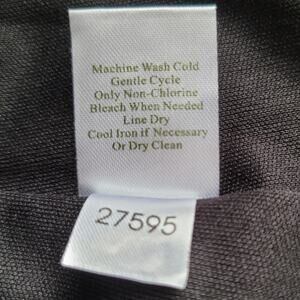 Machine Wash Cold
Gentle Cycle
Only Non-Chlorine
Bleach When Needed
Line Dry
Cool Iron if Necessary
Or Dry Clean
27595